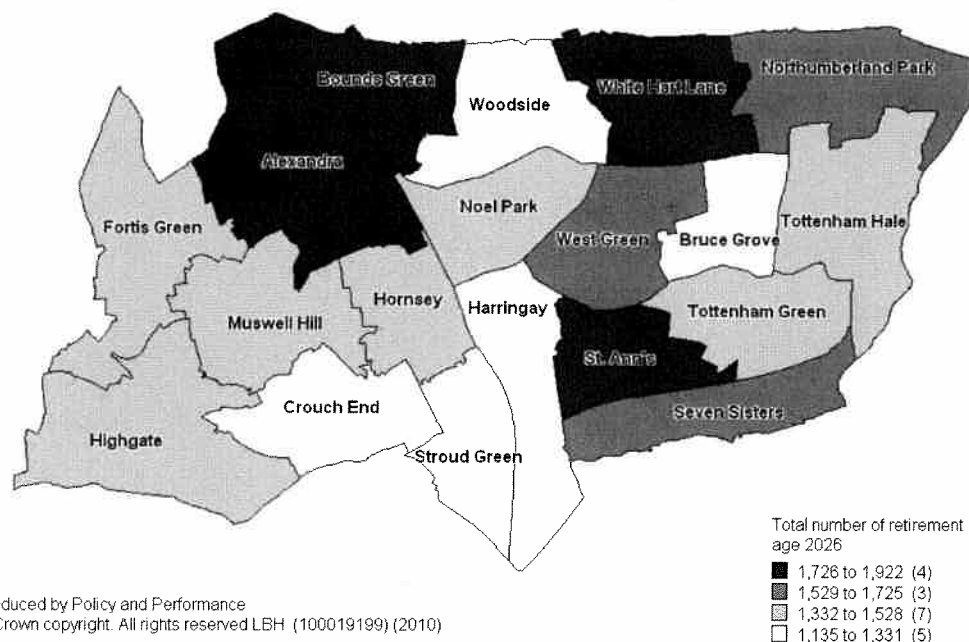 Bounds Green
Woodside
White Hart Lane
Northumberland Park
Alexandra
Noel Park
Fortis Green
West Green
Bruce Grove
Tottenham Hale
Hornsey
Harringay
Muswell Hill
Tottenham Green
St. Ann's
Crouch End
Seven Sisters
Highgate
Stroud Green
Total number of retirement
age 2026
1,726 to 1,922 (4)
1,529 to 1,725 (3)
1,332 to 1,528 (7)
1,135 to 1,331 (5)
duced by Policy and Performance
Crown copyright. All rights reserved LBH (100019199) (2010)